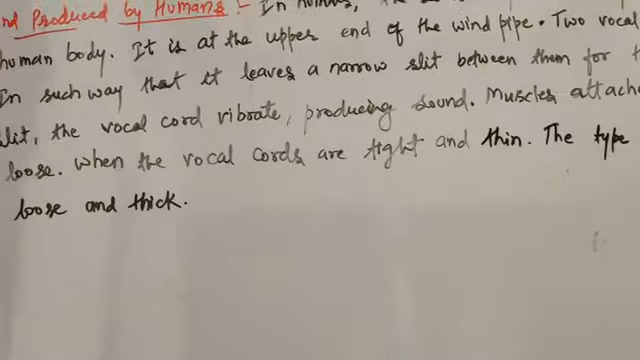 nd Produced by Humans :- In humans, the
human body. It is at the upper end of the wind pipe. Two vocal
In such way that it leaves a narrow slit between them for
slit, the vocal cord vibrate, producing sound. Muscles attache
loose. when the vocal cords are tight and thin. The type
loose and thick.